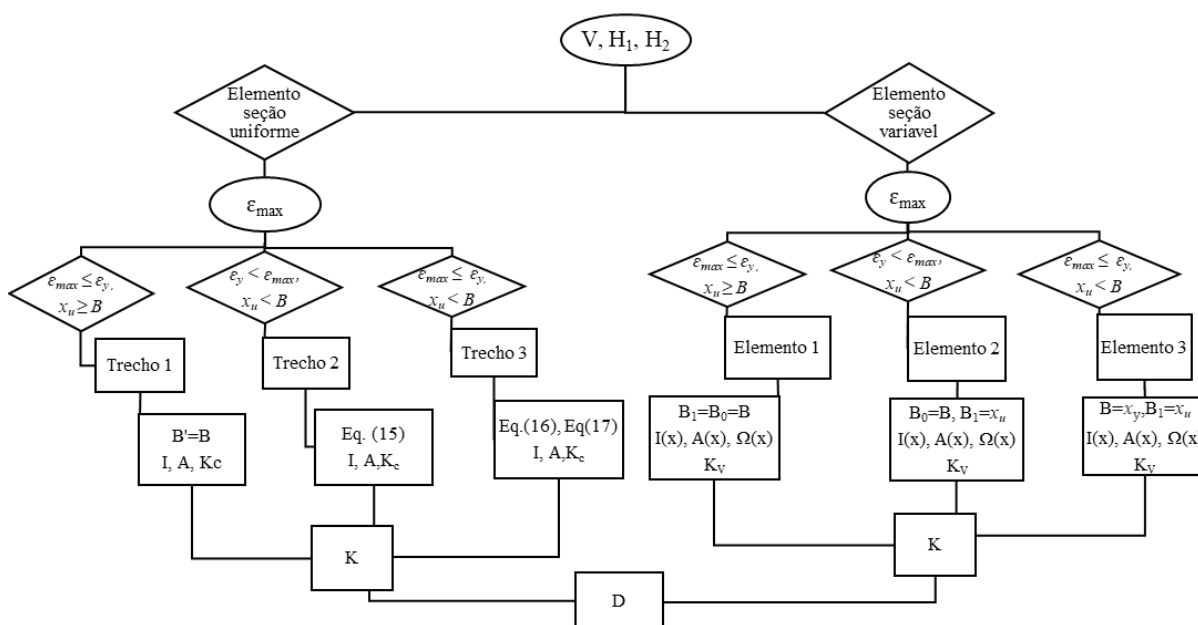 V, H₁, H₂
Elemento
seção
uniforme
Elemento
seção
variavel
εmax
εmax
εmax ≤ εy,
xu ≥ B
εy < εmax,
xu < B
εmax ≤ εy,
xu < B
εmax ≤ εy,
xu ≥ B
εy < εmax,
xu < B
εmax ≤ εy,
xu < B
Trecho 1
Trecho 2
Trecho 3
Elemento 1
Elemento 2
Elemento 3
B'=B
I, A, Kc
Eq. (15)
I, A,Kc
Eq.(16), Eq(17)
I, A,Kc
B₁=B₀=B
I(x), A(x), Ω(x)
KV
B₀=B, B₁=xu
I(x), A(x), Ω(x)
KV
B=xy,B₁=xu
I(x), A(x), Ω(x)
KV
K
K
D